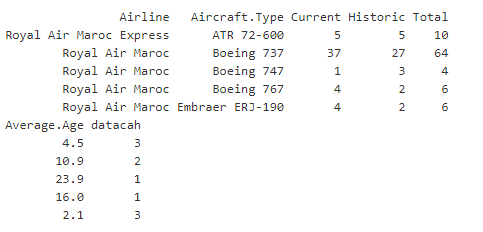 Airline Aircraft.Type Current Historic Total
Royal Air Maroc Express ATR 72-600 5 5 10
Royal Air Maroc Boeing 737 37 27 64
Royal Air Maroc Boeing 747 1 3 4
Royal Air Maroc Boeing 767 4 2 6
Royal Air Maroc Embraer ERJ-190 4 2 6
Average.Age datacah
4.5 3
10.9 2
23.9 1
16.0 1
2.1 3